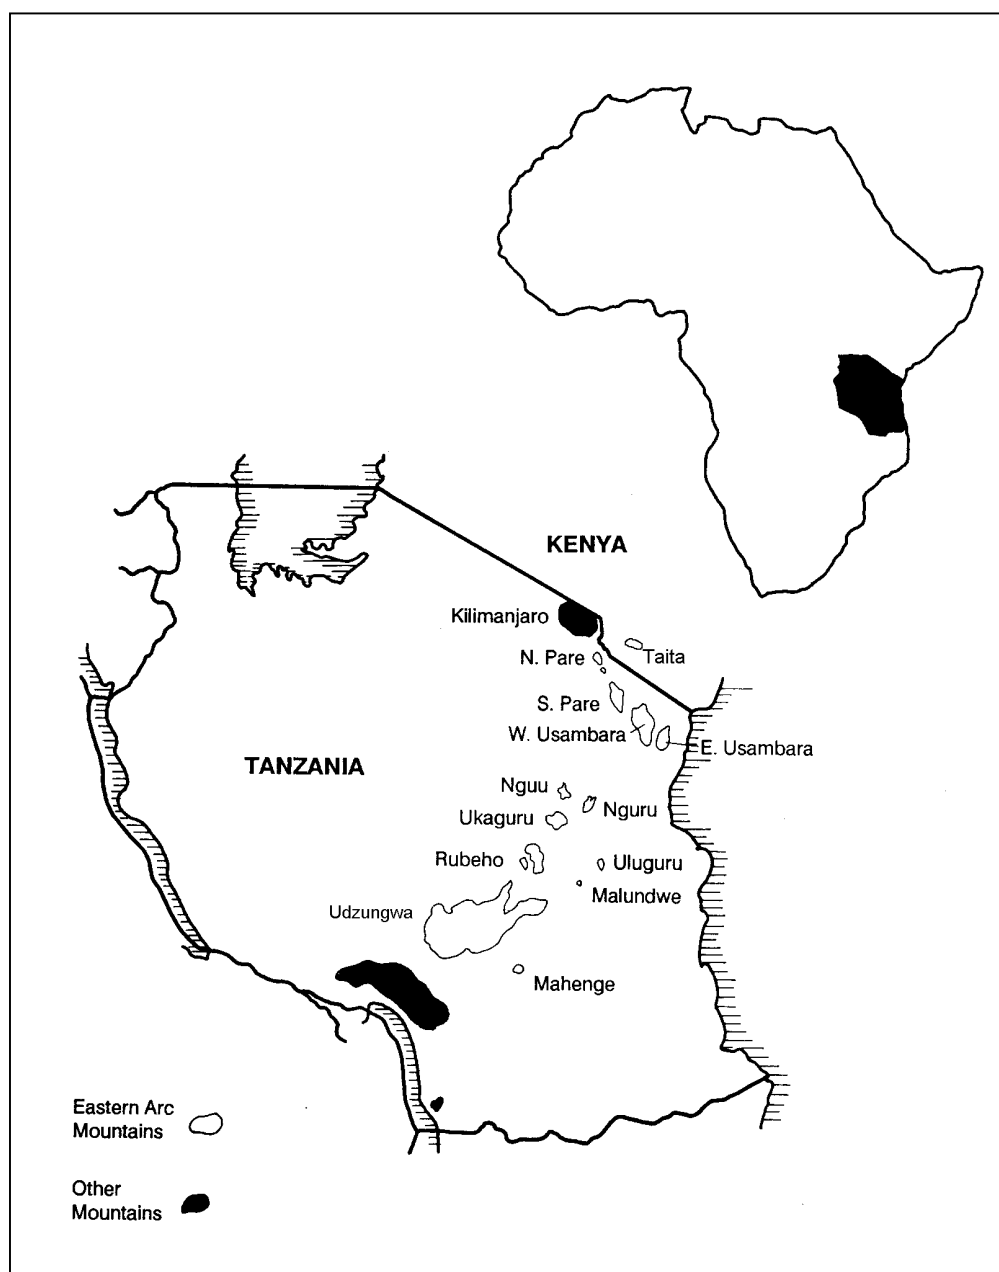 KENYA
Kilimanjaro
Taita
N. Pare
S. Pare
W. Usambara
E. Usambara
TANZANIA
Nguu
Nguru
Ukaguru
Rubeho
Uluguru
Malundwe
Udzungwa
Mahenge
Eastern Arc
Mountains
Other
Mountains